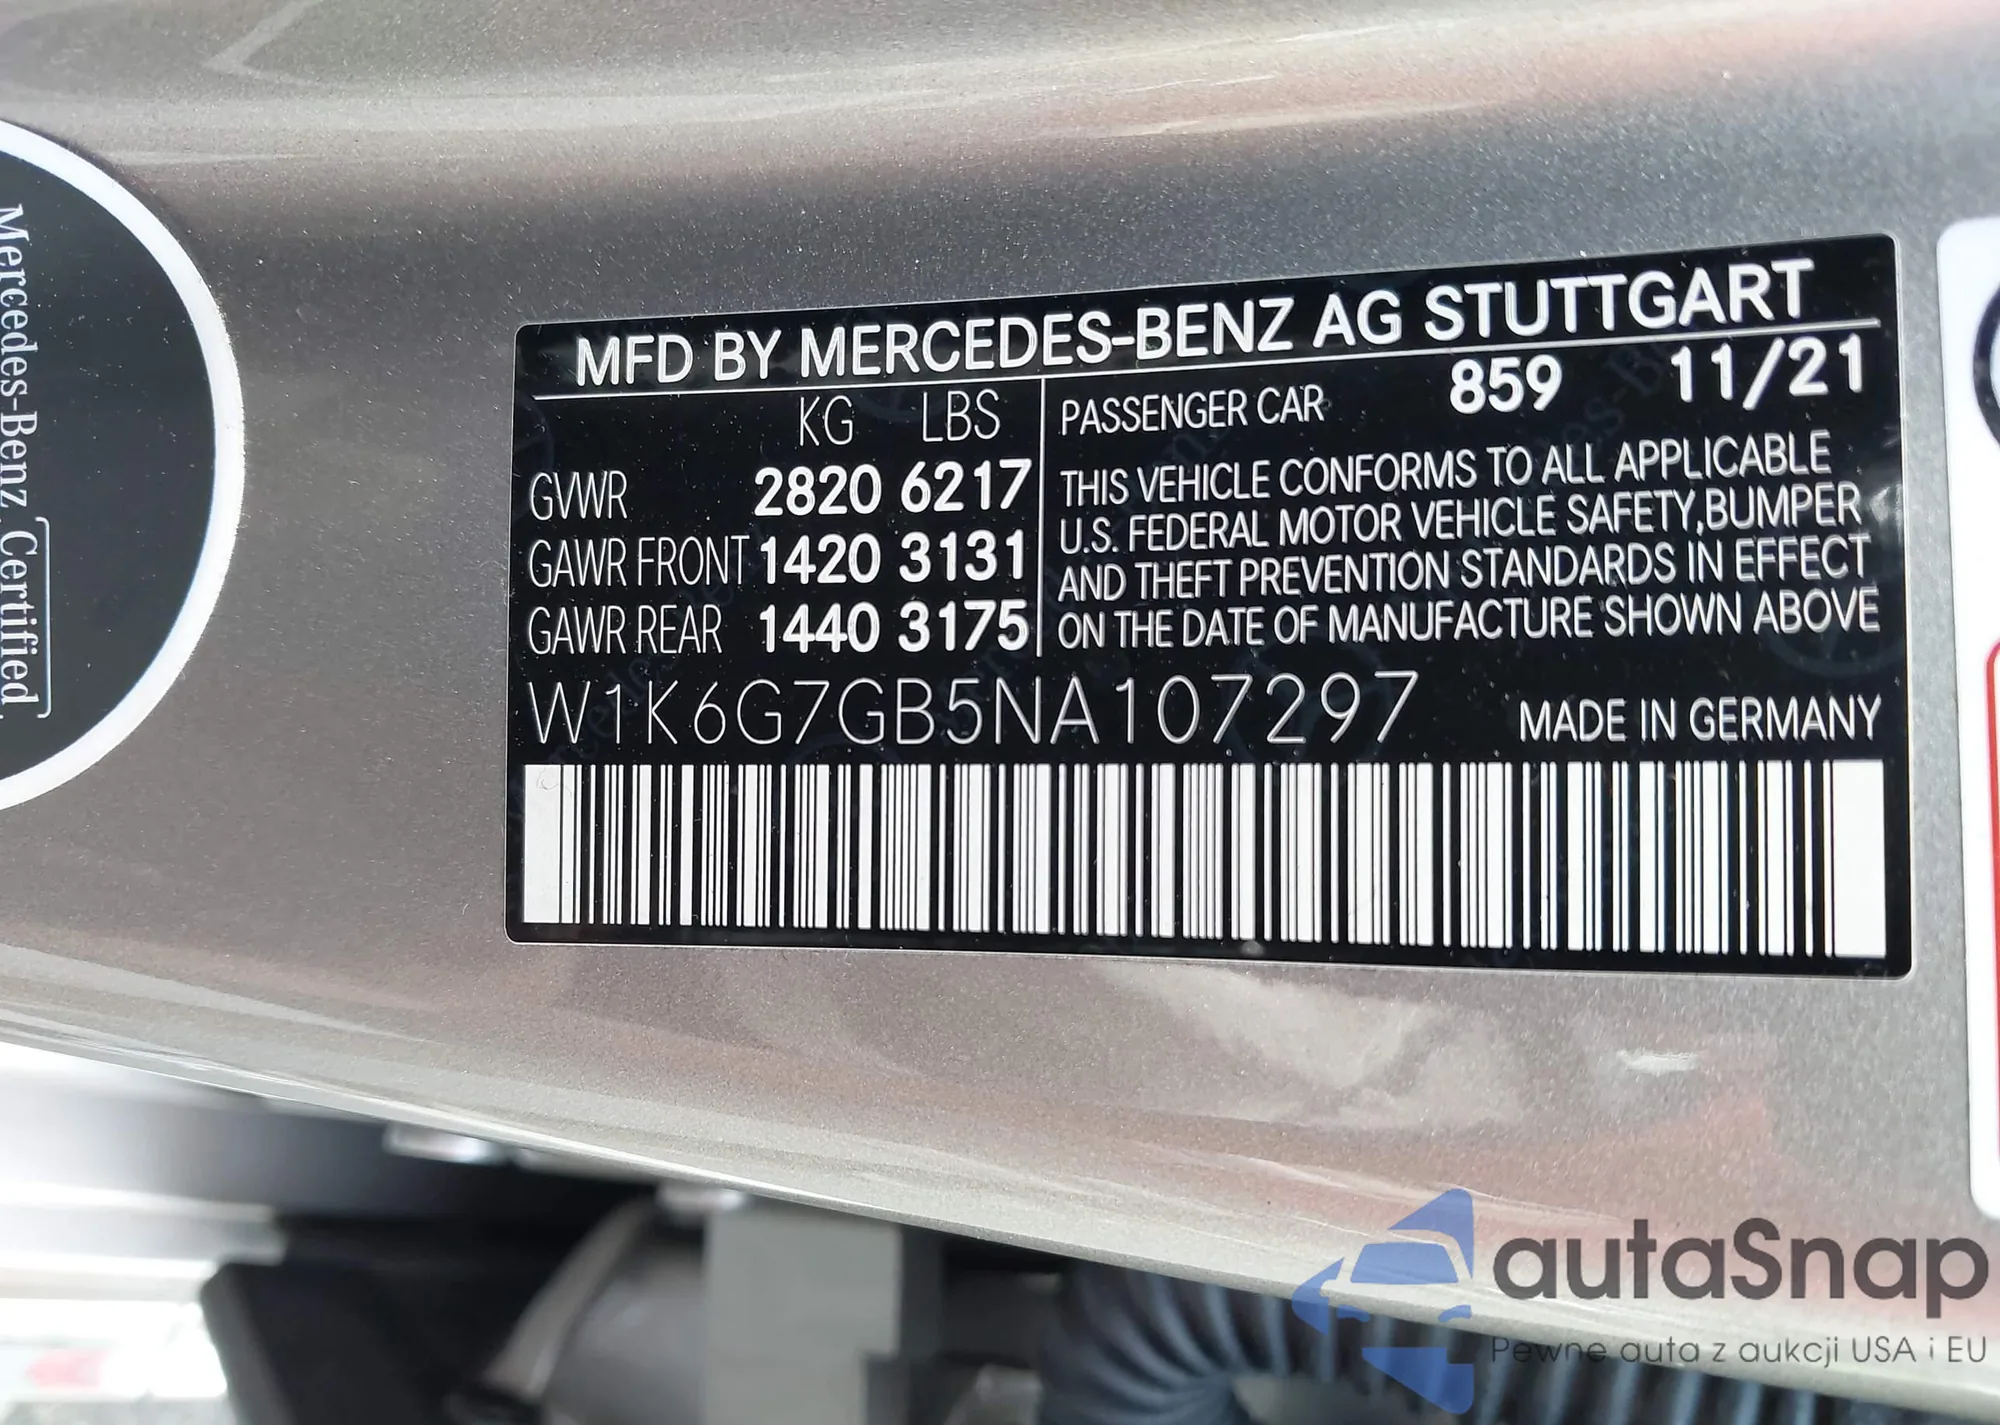 Mercedes-Benz Certified
MFD BY MERCEDES-BENZ AG STUTTGART
KG LBS
GVWR 2820 6217
GAWR FRONT 1420 3131
GAWR REAR 1440 3175
PASSENGER CAR 859 11/21
THIS VEHICLE CONFORMS TO ALL APPLICABLE
U.S. FEDERAL MOTOR VEHICLE SAFETY, BUMPER
AND THEFT PREVENTION STANDARDS IN EFFECT
ON THE DATE OF MANUFACTURE SHOWN ABOVE
W1K6G7GB5NA107297
MADE IN GERMANY
autaSnap
Pewne auta z aukcji USA i EU